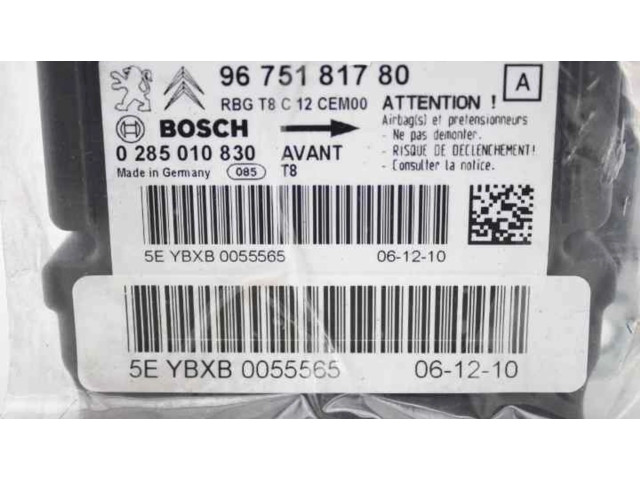 96 751 817 80
A
RBG T8 C 12 CEM00
ATTENTION !
BOSCH
Airbag(s) et pretensionneurs
- Ne pas demonter.
0 285 010 830 AVANT
- RISQUE DE DECLENCHEMENT!
Made in Germany 085 T8
- Consulter la notice.
5E YBXB 0055565 06-12-10
5E YBXB 0055565 06-12-10